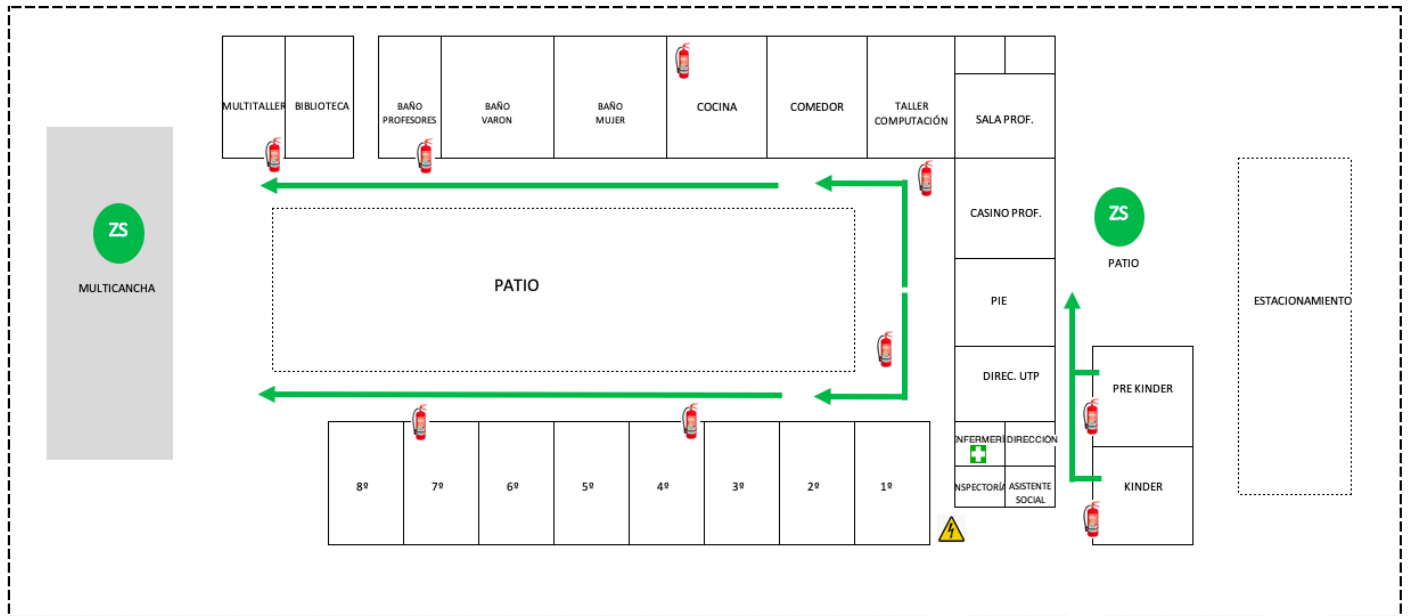 MULTITALLER
BIBLIOTECA
BAÑO
PROFESORES
BAÑO
VARON
BAÑO
MUJER
COCINA
COMEDOR
TALLER
COMPUTACIÓN
SALA PROF.
ZS
MULTICANCHA
PATIO
CASINO PROF.
ZS
PATIO
PIE
ESTACIONAMIENTO
DIREC. UTP
PRE KINDER
ENFERMERÍ
DIRECCIÓN
NSPECTORÍA
ASISTENTE
SOCIAL
KINDER
8º
7º
6º
5º
4º
3º
2º
1º